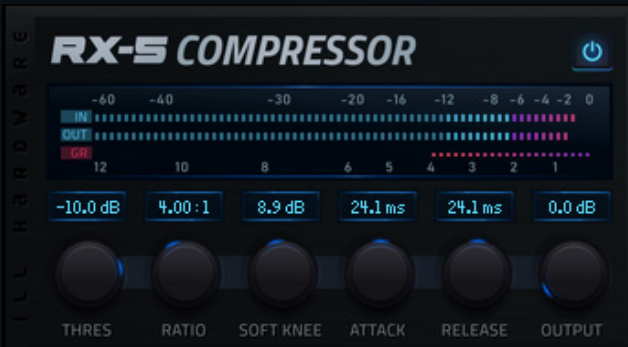 ILL HARDWARE
RX-5 COMPRESSOR
-60 -40 -30 -20 -16 -12 -8 -6 -4 -2 0
IN
OUT
GR
12 10 8 6 5 4 3 2 1
-10.0 dB 4.00:1 8.9 dB 24.1 ms 24.1 ms 0.0 dB
THRES RATIO SOFT KNEE ATTACK RELEASE OUTPUT